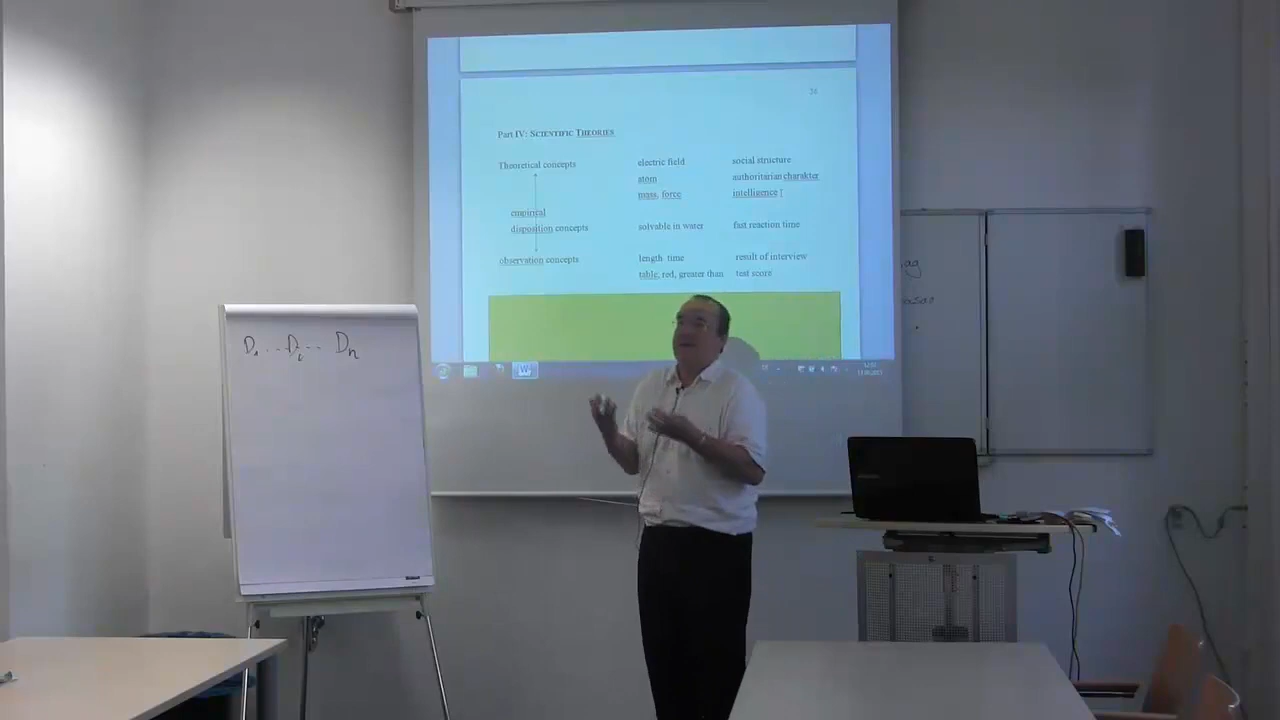 36
Part IV: SCIENTIFIC THEORIES
Theoretical concepts electric field social structure
atom authoritarian charakter
mass, force intelligence !
empirical
disposition concepts solvable in water fast reaction time
observation concepts length time result of interview
table, red, greater than test score
D₁ ... Dᵢ ... Dₙ
W